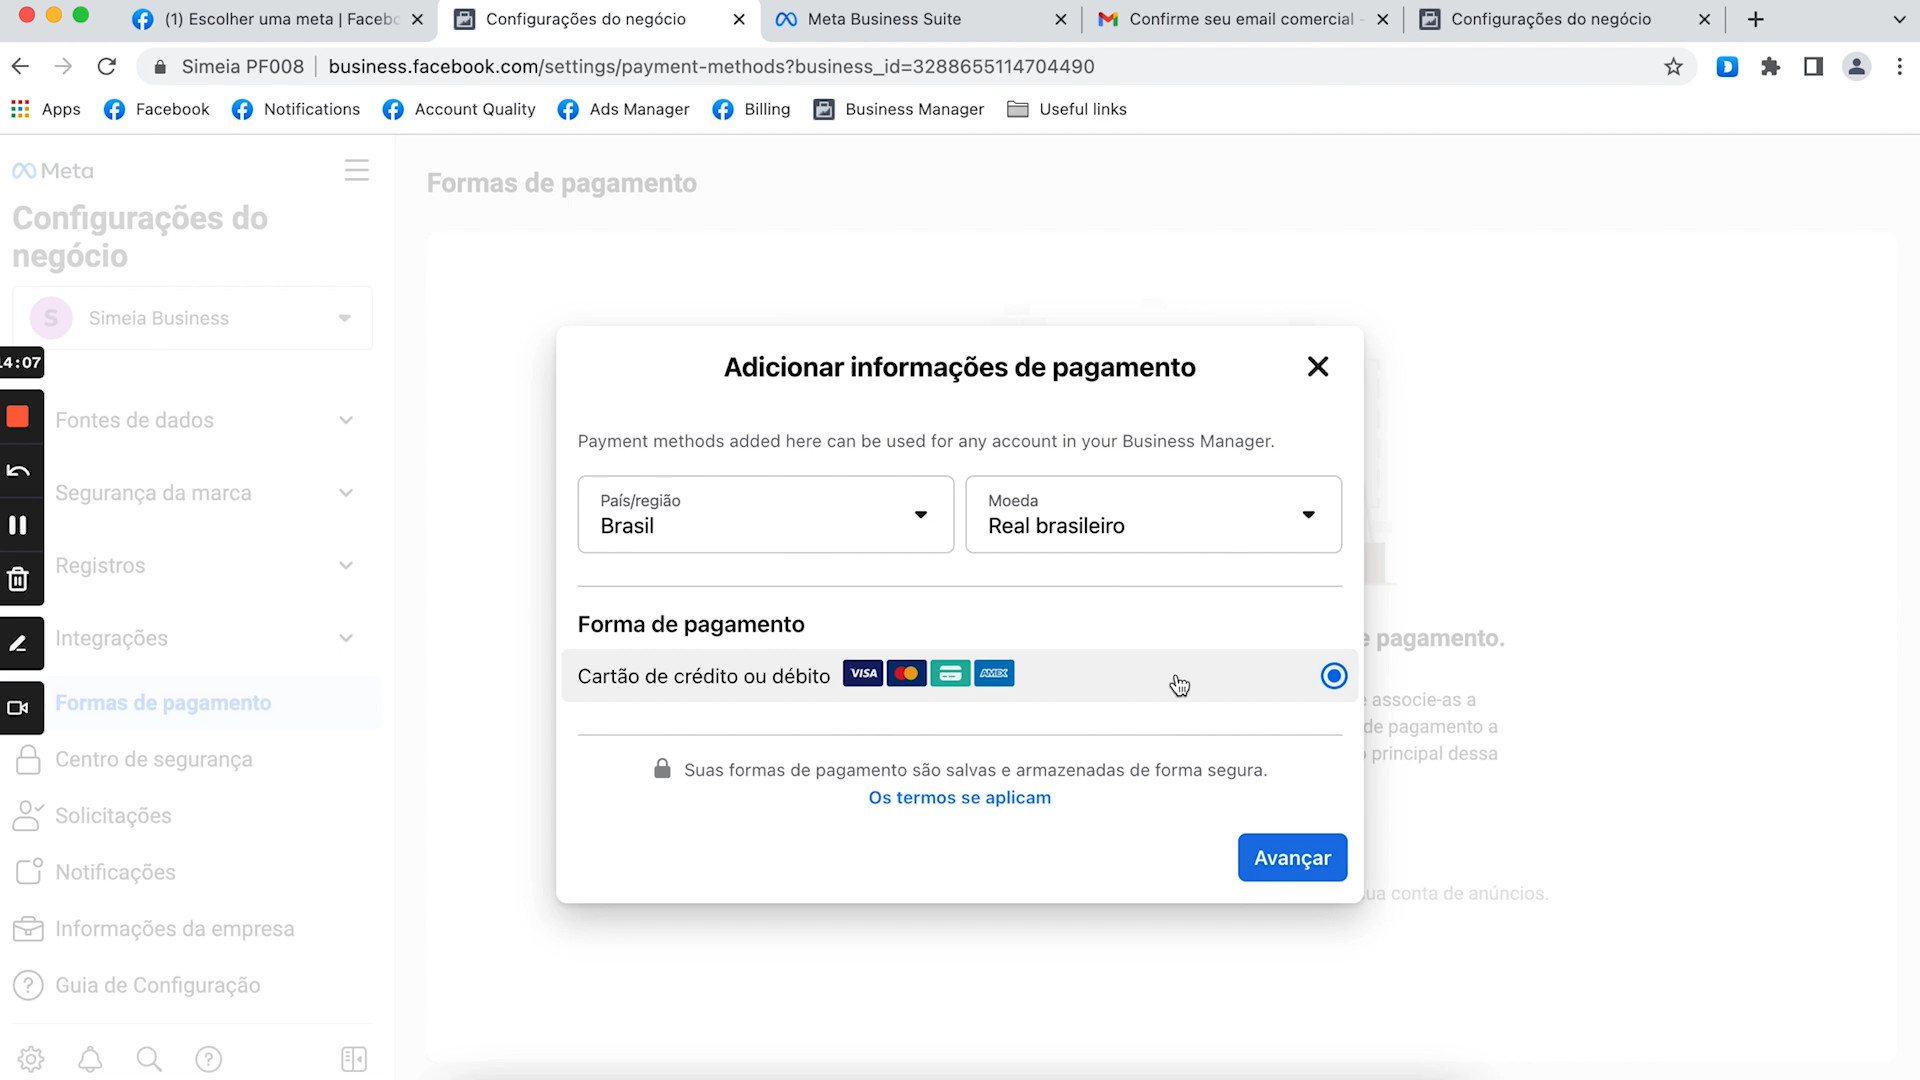 (1) Escolher uma meta | Facebo
Configurações do negócio
Meta Business Suite
Confirme seu email comercial -
Configurações do negócio
Simeia PF008
business.facebook.com/settings/payment-methods?business_id=3288655114704490
Apps
Facebook
Notifications
Account Quality
Ads Manager
Billing
Business Manager
Useful links
Meta
Configurações do
negócio
S
Simeia Business
14:07
Fontes de dados
Segurança da marca
Registros
Integrações
Formas de pagamento
Centro de segurança
Solicitações
Notificações
Informações da empresa
Guia de Configuração
Formas de pagamento
Adicionar informações de pagamento
Payment methods added here can be used for any account in your Business Manager.
País/região
Brasil
Moeda
Real brasileiro
Forma de pagamento
Cartão de crédito ou débito
VISA
AMEX
Suas formas de pagamento são salvas e armazenadas de forma segura.
Os termos se aplicam
Avançar
e pagamento.
associe-as a
de pagamento a
principal dessa
ua conta de anúncios.